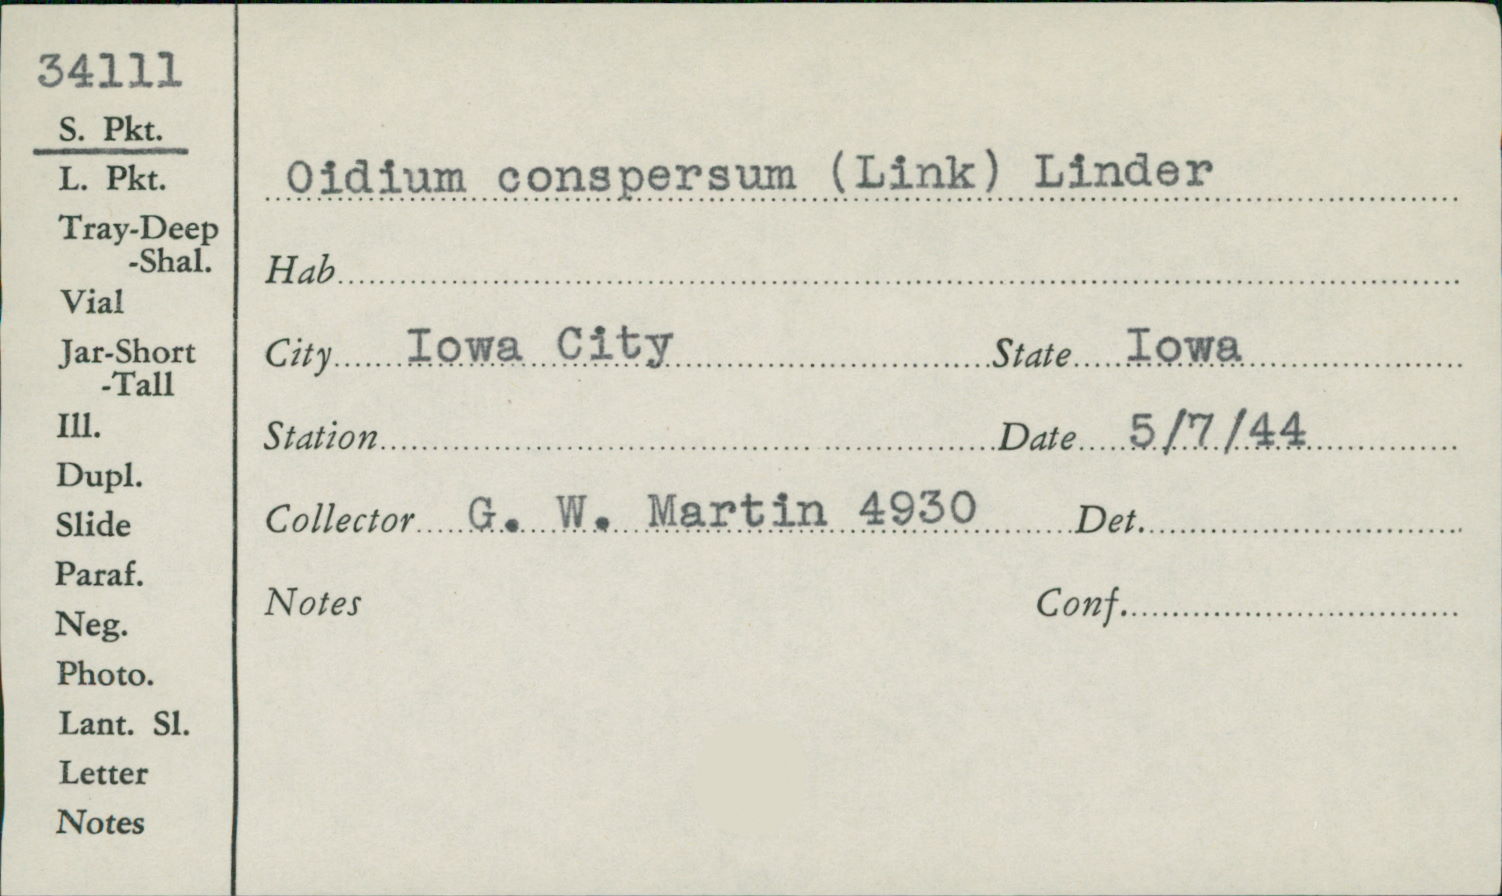 34111
S. Pkt.
L. Pkt.
Tray-Deep
-Shal.
Vial
Jar-Short
-Tall
Ill.
Dupl.
Slide
Paraf.
Neg.
Photo.
Lant. Sl.
Letter
Notes
Oidium conspersum (Link) Linder
Hab
City Iowa City State Iowa
Station Date 5/7/44
Collector G. W. Martin 4930 Det.
Notes Conf.